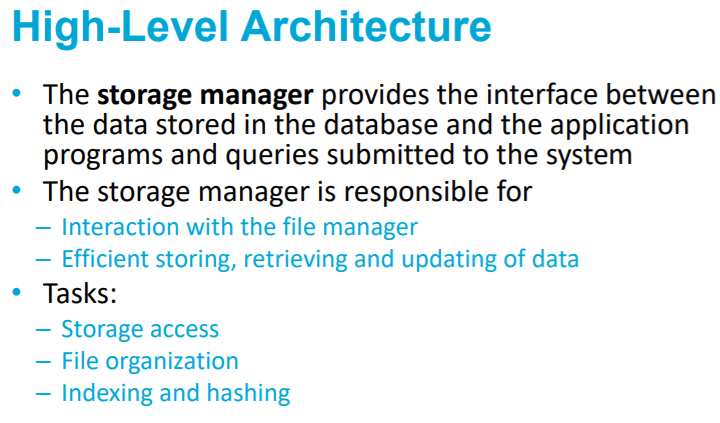 High-Level Architecture
• The storage manager provides the interface between
the data stored in the database and the application
programs and queries submitted to the system
• The storage manager is responsible for
– Interaction with the file manager
– Efficient storing, retrieving and updating of data
• Tasks:
– Storage access
– File organization
– Indexing and hashing